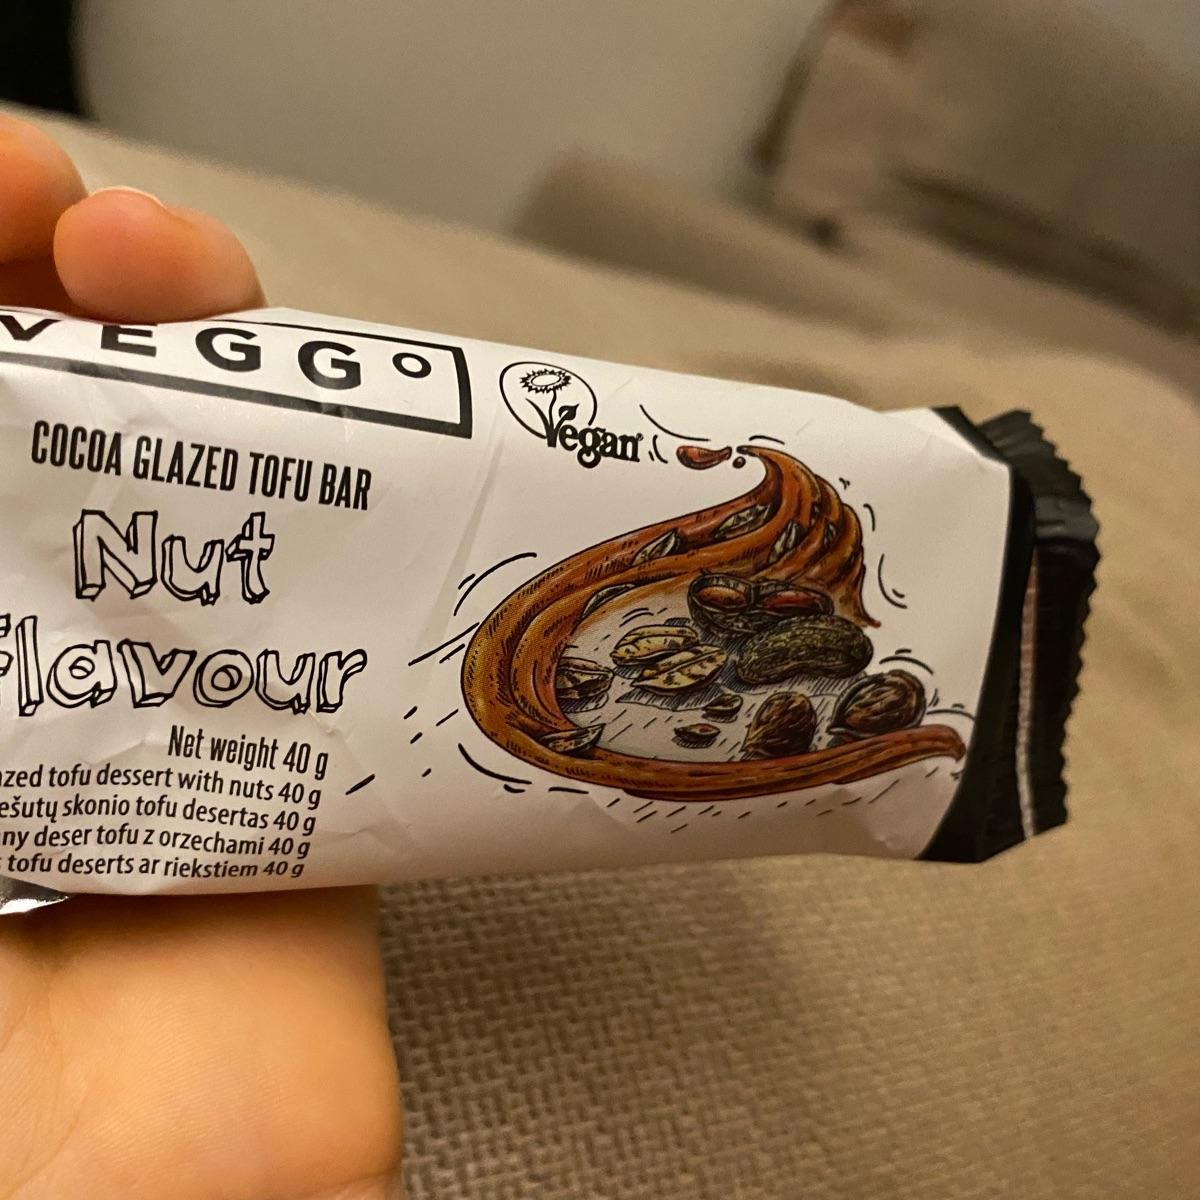 VEGGO
Vegan
COCOA GLAZED TOFU BAR
Nut
Flavour
Net weight 40 g
tofu dessert with nuts 40 g
skonio tofu desertas 40 g
deser tofu z orzechami 40 g
tofu deserts ar riekstiem 40 g